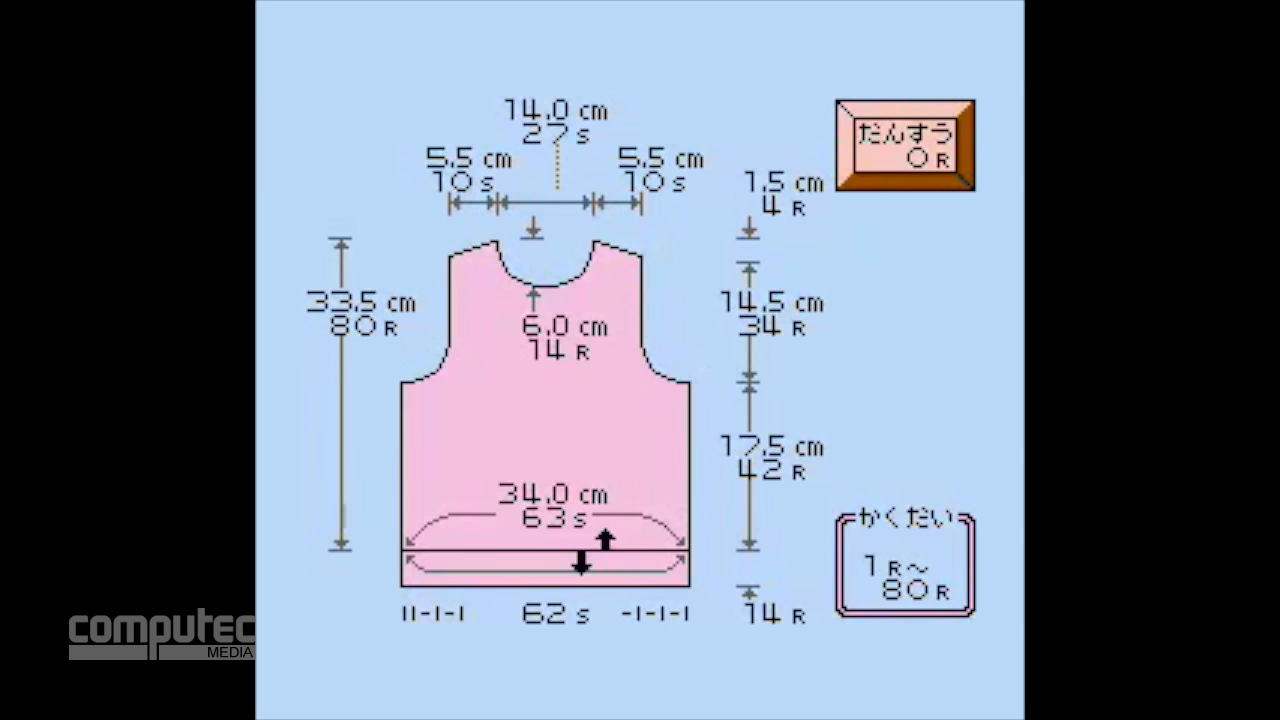 14.0 cm
27 s
5.5 cm
10 s
5.5 cm
10 s
だんすう
0 R
1.5 cm
4 R
33.5 cm
80 R
6.0 cm
14 R
14.5 cm
34 R
17.5 cm
42 R
34.0 cm
63 s
かくだい
1 R～
80 R
11-1-1
62 s
-1-1-1
14 R
computec
MEDIA